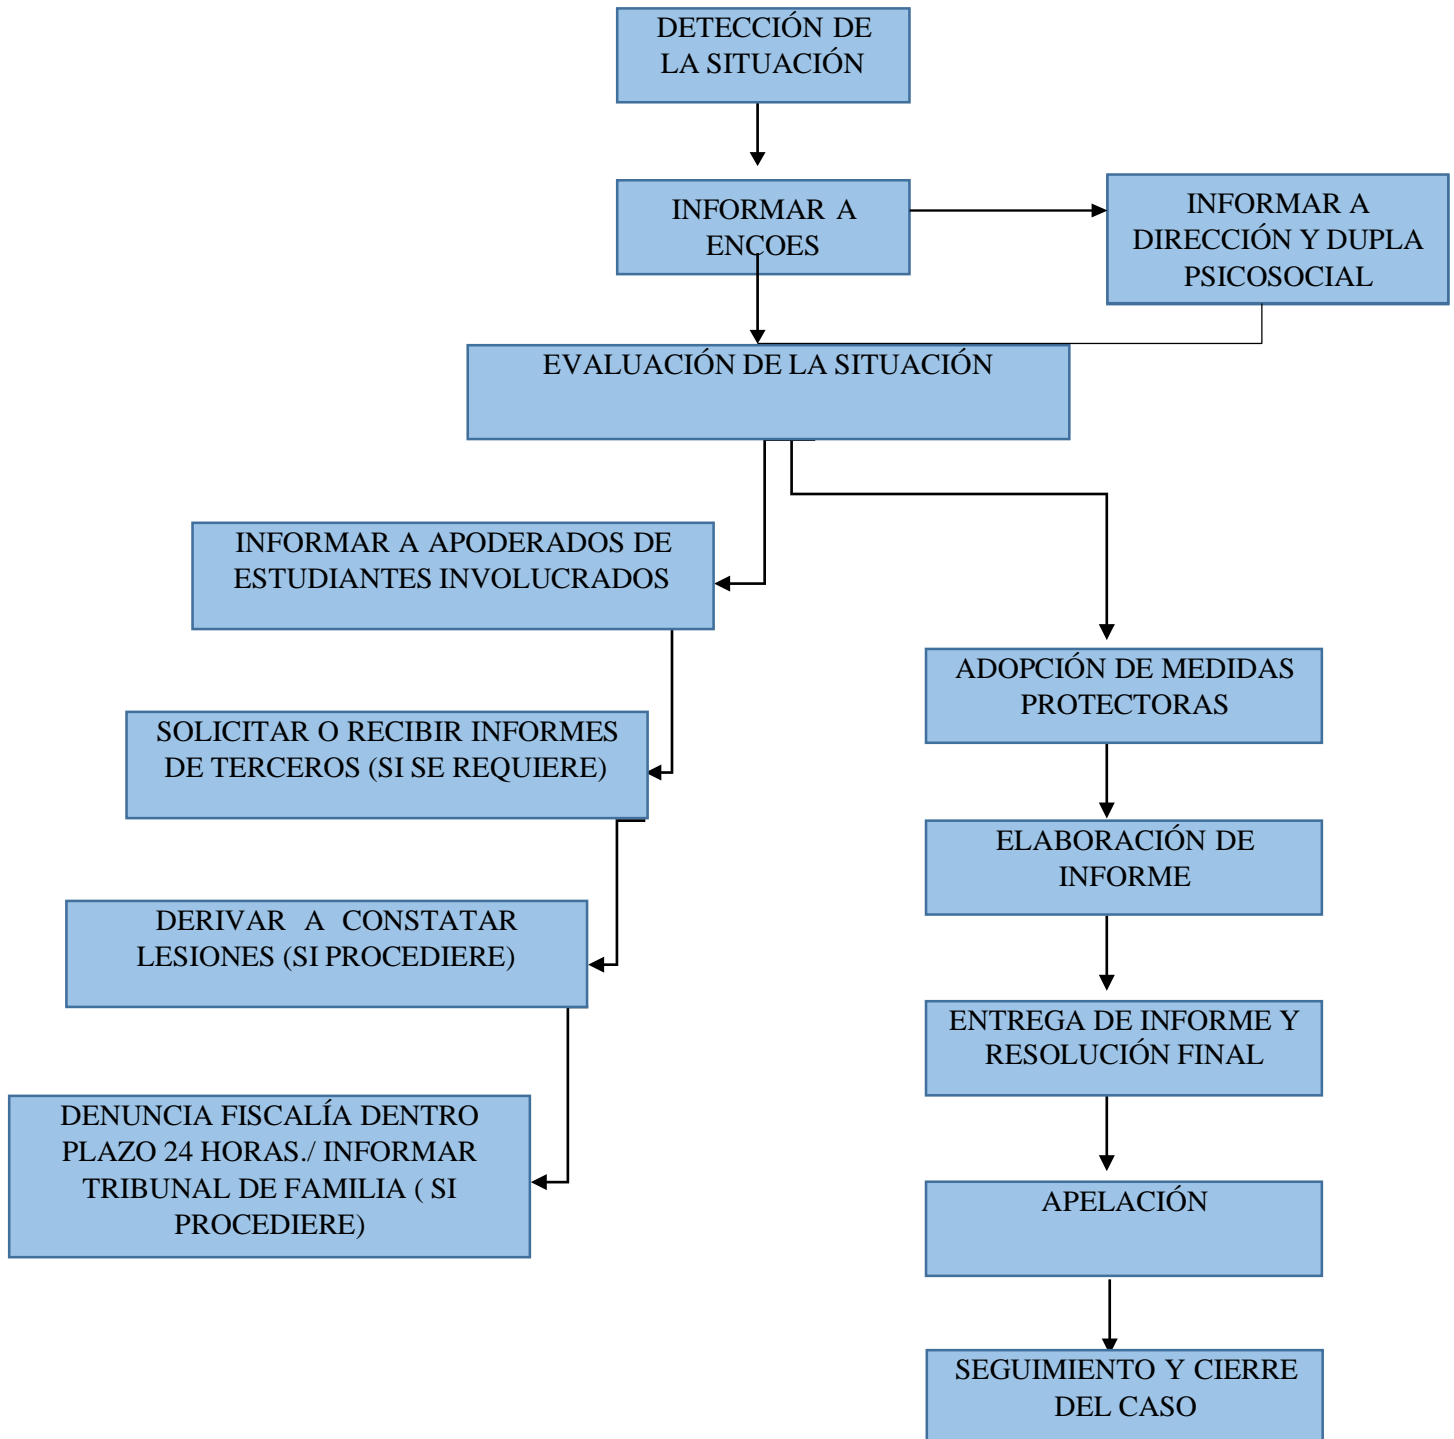 DETECCIÓN DE
LA SITUACIÓN
INFORMAR A
ENCOES
INFORMAR A
DIRECCIÓN Y DUPLA
PSICOSOCIAL
EVALUACIÓN DE LA SITUACIÓN
INFORMAR A APODERADOS DE
ESTUDIANTES INVOLUCRADOS
SOLICITAR O RECIBIR INFORMES
DE TERCEROS (SI SE REQUIERE)
DERIVAR A CONSTATAR
LESIONES (SI PROCEDIERE)
DENUNCIA FISCALÍA DENTRO
PLAZO 24 HORAS./ INFORMAR
TRIBUNAL DE FAMILIA ( SI
PROCEDIERE)
ADOPCIÓN DE MEDIDAS
PROTECTORAS
ELABORACIÓN DE
INFORME
ENTREGA DE INFORME Y
RESOLUCIÓN FINAL
APELACIÓN
SEGUIMIENTO Y CIERRE
DEL CASO